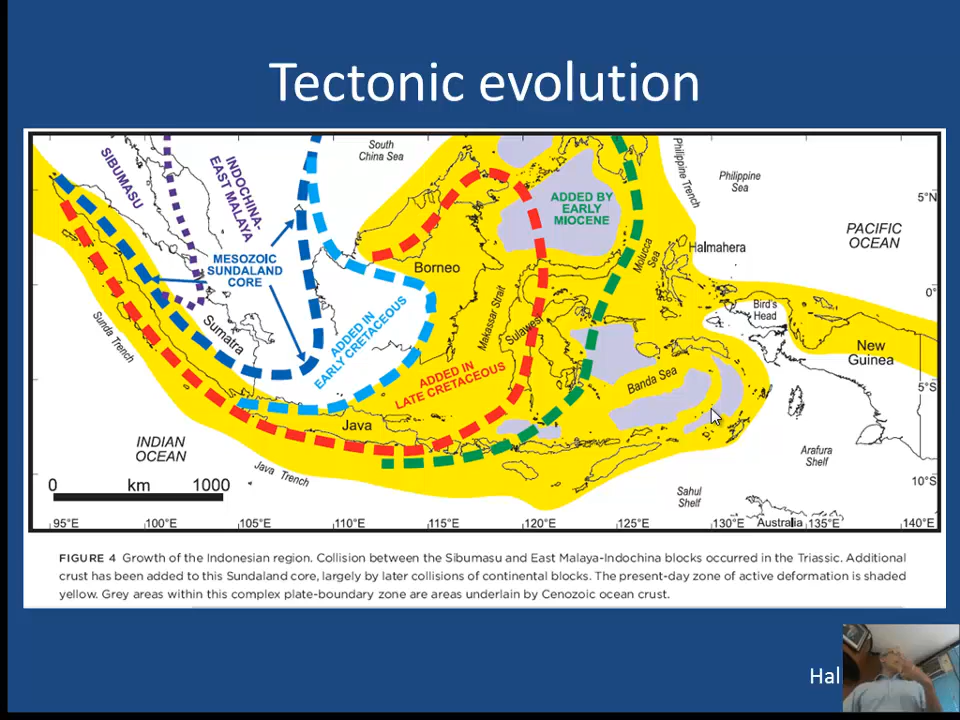 Tectonic evolution
South
China Sea
Philippine Trench
Philippine
Sea
5°N
SIBUMASU
INDOCHINA-
EAST MALAYA
ADDED BY
EARLY
MIOCENE
PACIFIC
OCEAN
MESOZOIC
SUNDALAND
CORE
Borneo
Molucca
Sea
Halmahera
0°
Sunda Trench
Sumatra
ADDED IN
EARLY CRETACEOUS
Makassar Strait
Sulawesi
Bird's
Head
New
Guinea
ADDED IN
LATE CRETACEOUS
Banda Sea
5°S
INDIAN
OCEAN
Java
Java Trench
Arafura
Shelf
0 km 1000
Sahul
Shelf
10°S
95°E 100°E 105°E 110°E 115°E 120°E 125°E 130°E Australia 135°E 140°E
FIGURE 4 Growth of the Indonesian region. Collision between the Sibumasu and East Malaya-Indochina blocks occurred in the Triassic. Additional
crust has been added to this Sundaland core, largely by later collisions of continental blocks. The present-day zone of active deformation is shaded
yellow. Grey areas within this complex plate-boundary zone are areas underlain by Cenozoic ocean crust.
Hal